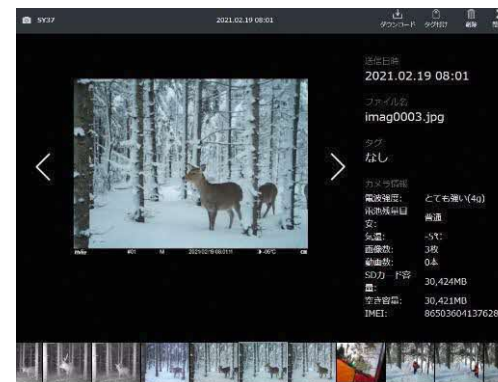 SY37
2021.02.19 08:01
ダウンロード
タグ付け
削除
送信日時
2021.02.19 08:01
ファイル名
imag0003.jpg
タグ
なし
カメラ情報
電波強度: とても強い(4g)
電池残量目安: 普通
気温: -5℃
画像数: 3枚
動画数: 0本
SDカード容量: 30,424MB
空き容量: 30,421MB
IMEI: 86503604137628